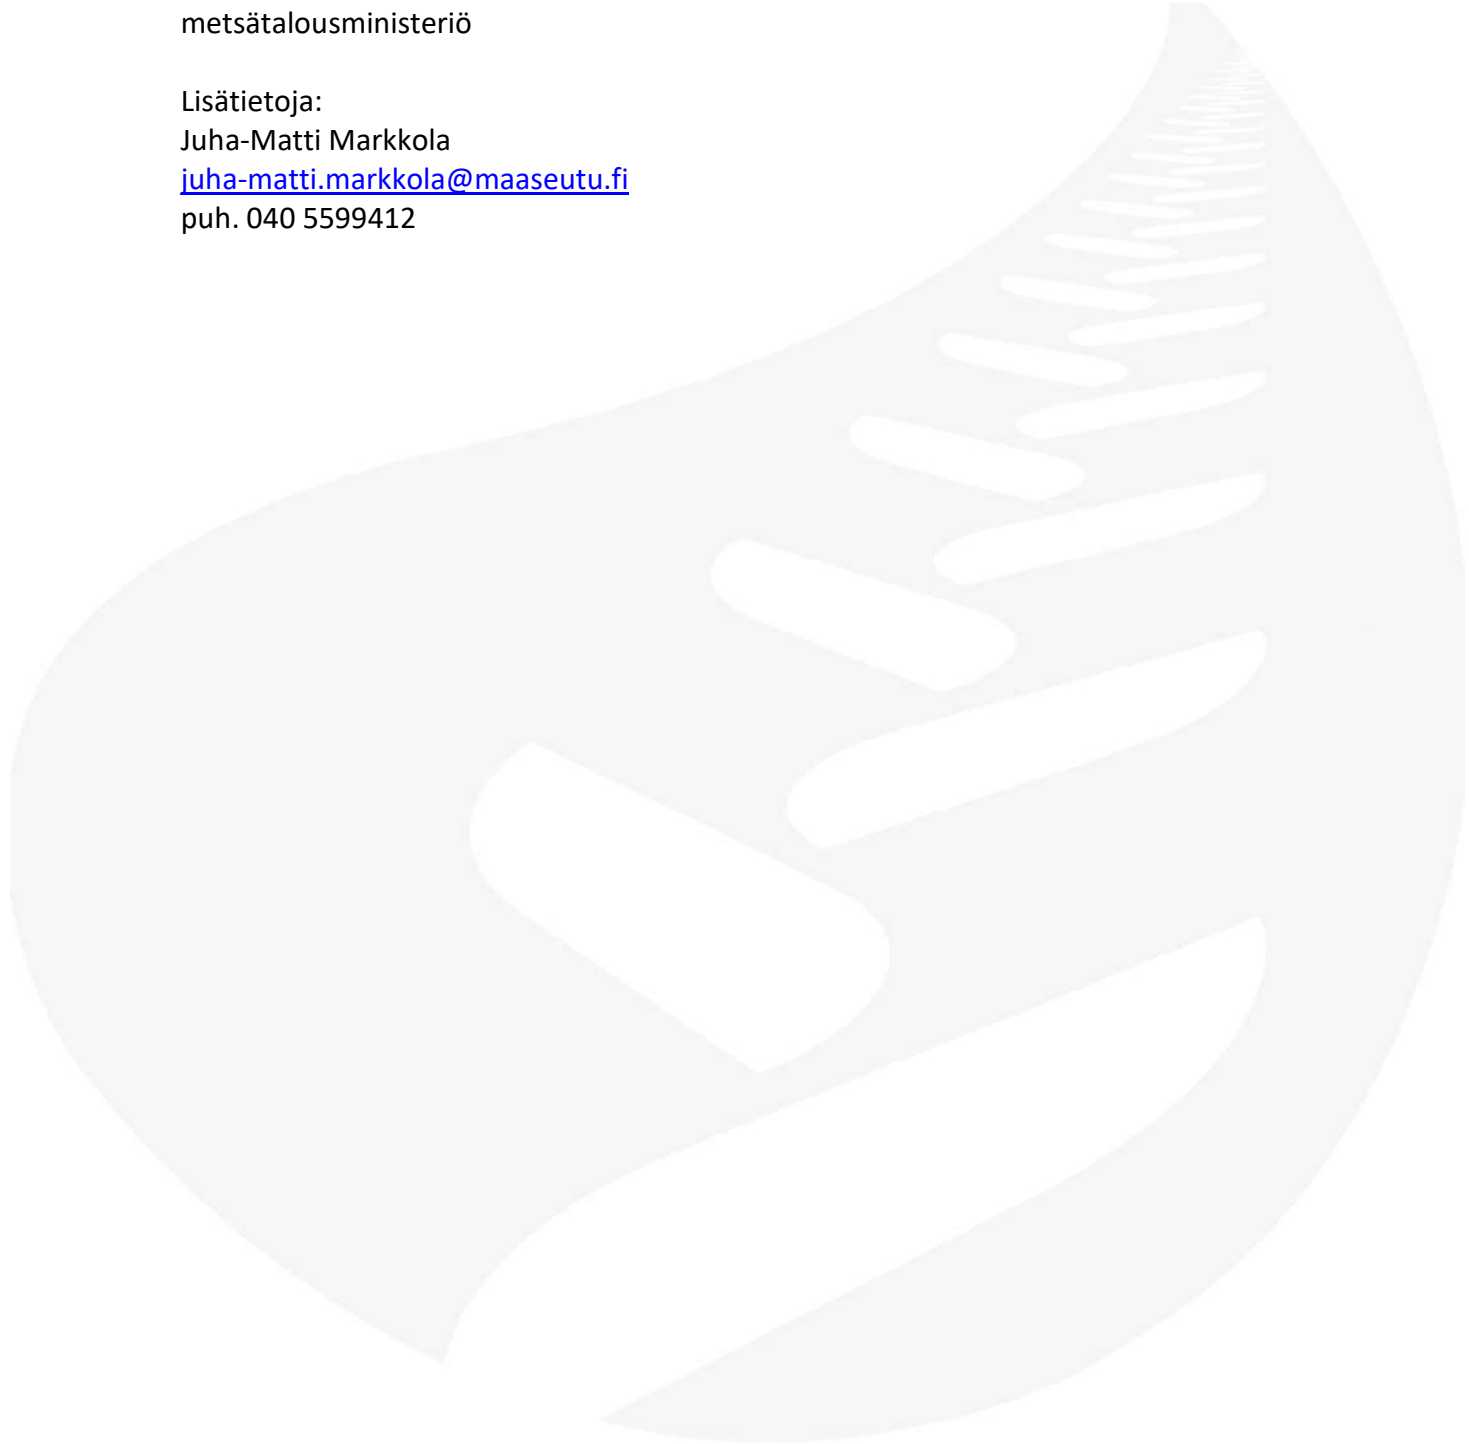 metsätalousministeriö
Lisätietoja:
Juha-Matti Markkola
juha-matti.markkola@maaseutu.fi
puh. 040 5599412